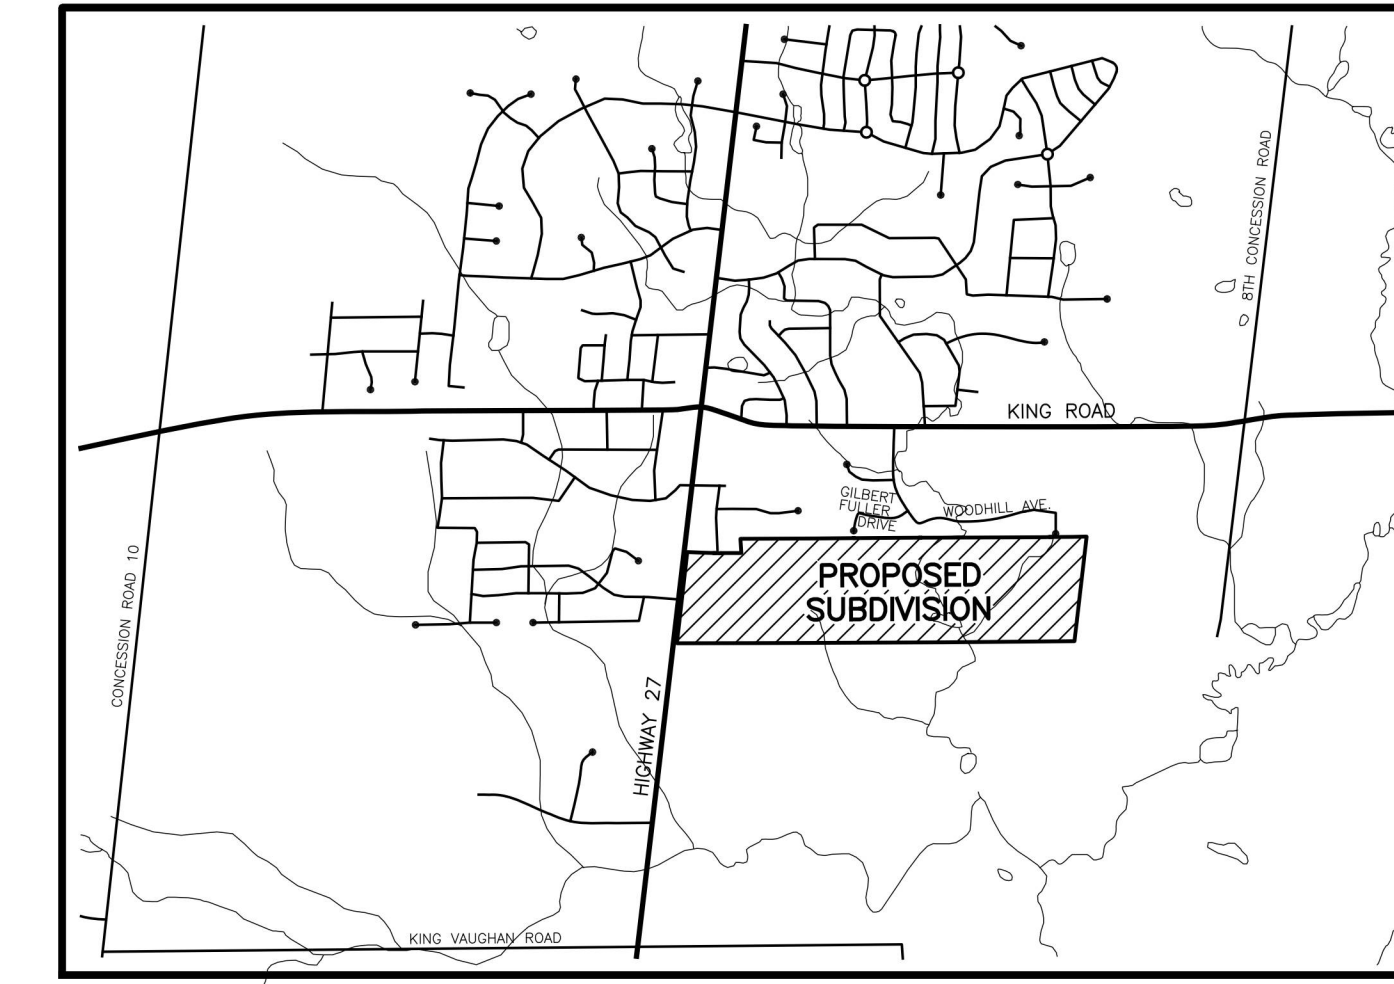 8TH CONCESSION ROAD
KING ROAD
GILBERT
FULLER
DRIVE
WOODHILL AVE.
PROPOSED
SUBDIVISION
CONCESSION ROAD 10
HIGHWAY 27
KING VAUGHAN ROAD